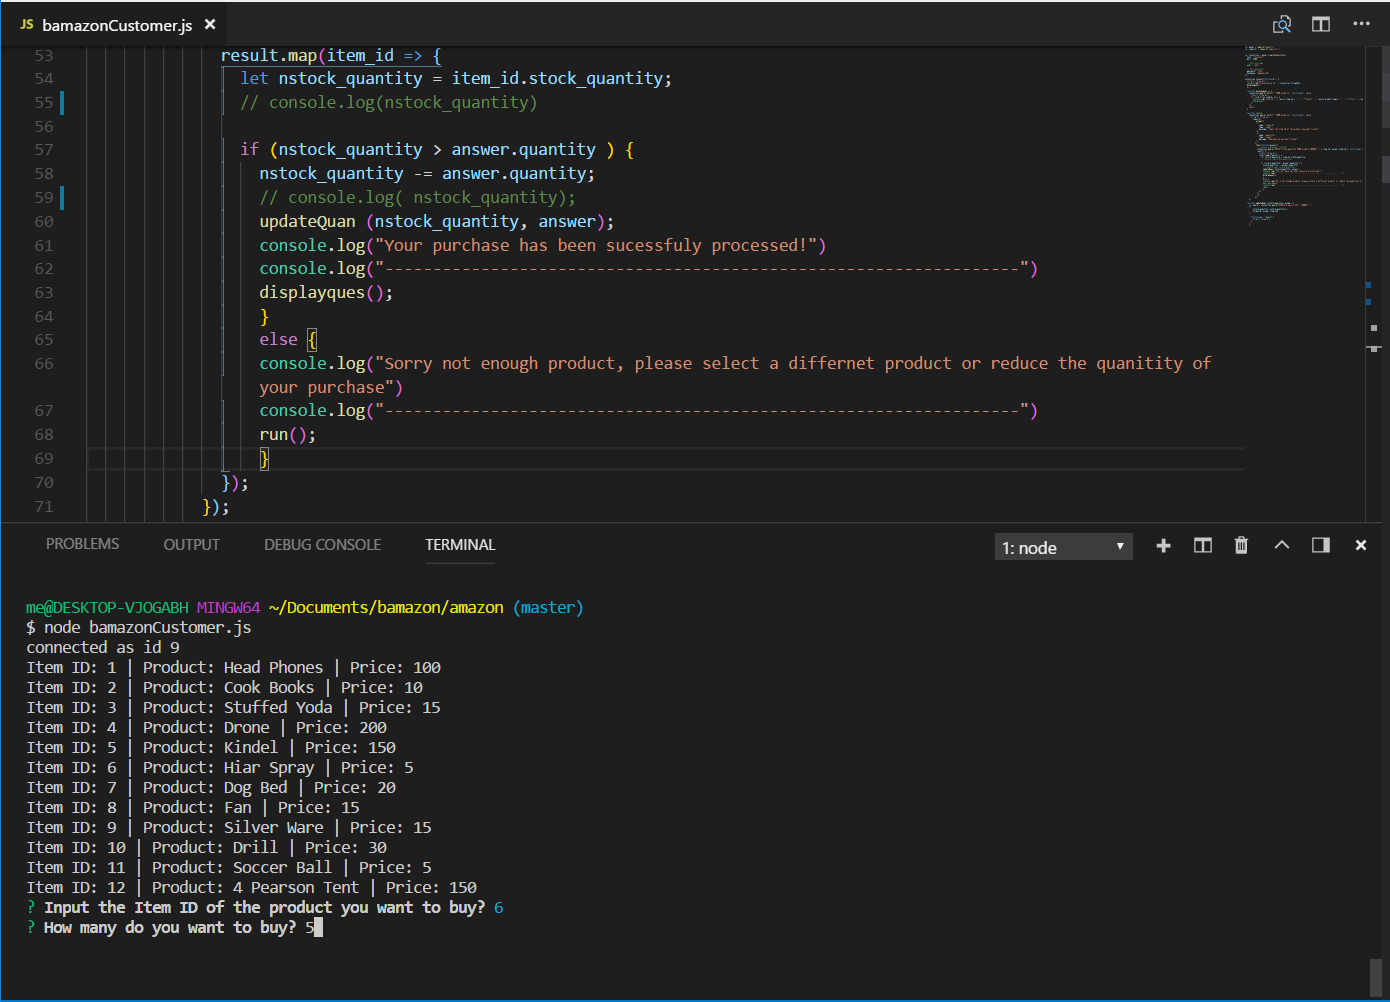 JS bamazonCustomer.js ×
53 result.map(item_id => {
54 let nstock_quantity = item_id.stock_quantity;
55 // console.log(nstock_quantity)
56
57 if (nstock_quantity > answer.quantity ) {
58 nstock_quantity -= answer.quantity;
59 // console.log( nstock_quantity);
60 updateQuan (nstock_quantity, answer);
61 console.log("Your purchase has been sucessfuly processed!")
62 console.log("------------------------------------------------------------------")
63 displayques();
64 }
65 else {
66 console.log("Sorry not enough product, please select a differnet product or reduce the quanitity of
your purchase")
67 console.log("------------------------------------------------------------------")
68 run();
69 }
70 });
71 });
PROBLEMS OUTPUT DEBUG CONSOLE TERMINAL 1: node
me@DESKTOP-VJOGABH MINGW64 ~/Documents/bamazon/amazon (master)
$ node bamazonCustomer.js
connected as id 9
Item ID: 1 | Product: Head Phones | Price: 100
Item ID: 2 | Product: Cook Books | Price: 10
Item ID: 3 | Product: Stuffed Yoda | Price: 15
Item ID: 4 | Product: Drone | Price: 200
Item ID: 5 | Product: Kindel | Price: 150
Item ID: 6 | Product: Hiar Spray | Price: 5
Item ID: 7 | Product: Dog Bed | Price: 20
Item ID: 8 | Product: Fan | Price: 15
Item ID: 9 | Product: Silver Ware | Price: 15
Item ID: 10 | Product: Drill | Price: 30
Item ID: 11 | Product: Soccer Ball | Price: 5
Item ID: 12 | Product: 4 Pearson Tent | Price: 150
? Input the Item ID of the product you want to buy? 6
? How many do you want to buy? 5